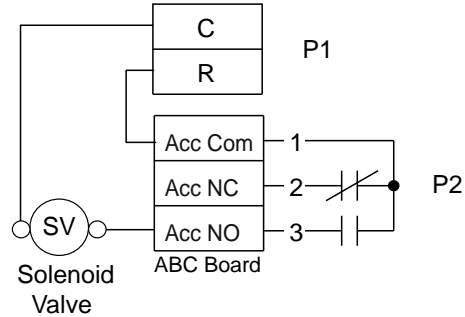 C
P1
R
Acc Com 1
Acc NC 2 P2
SV Acc NO 3
ABC Board
Solenoid
Valve